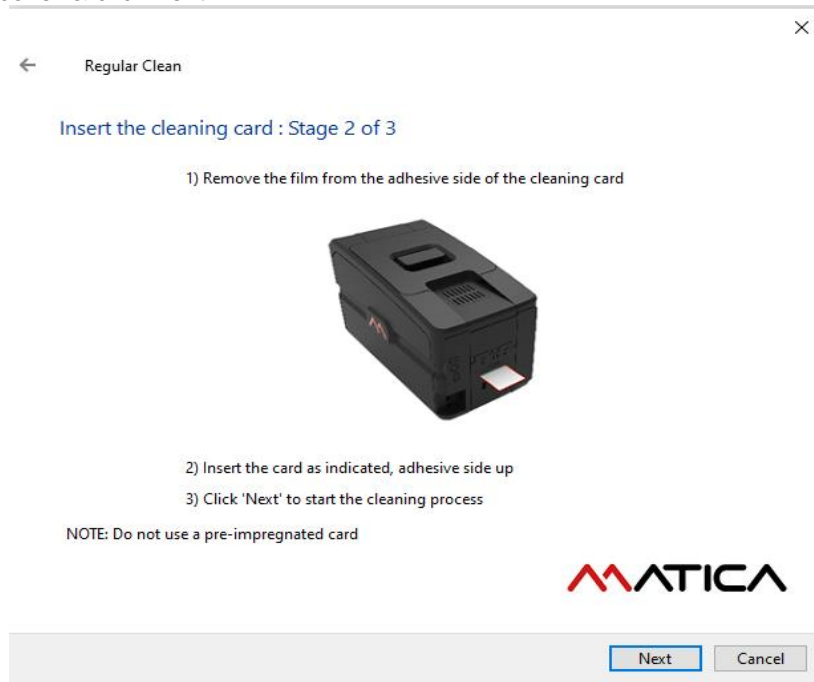 Regular Clean
Insert the cleaning card : Stage 2 of 3
1) Remove the film from the adhesive side of the cleaning card
2) Insert the card as indicated, adhesive side up
3) Click 'Next' to start the cleaning process
NOTE: Do not use a pre-impregnated card
MATICA
Next Cancel